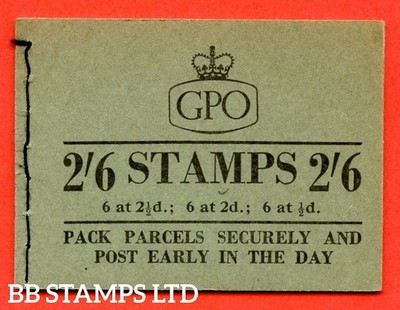 GPO
2/6 STAMPS 2/6
6 at 2½d.; 6 at 2d.; 6 at ½d.
PACK PARCELS SECURELY AND
POST EARLY IN THE DAY
BB STAMPS LTD